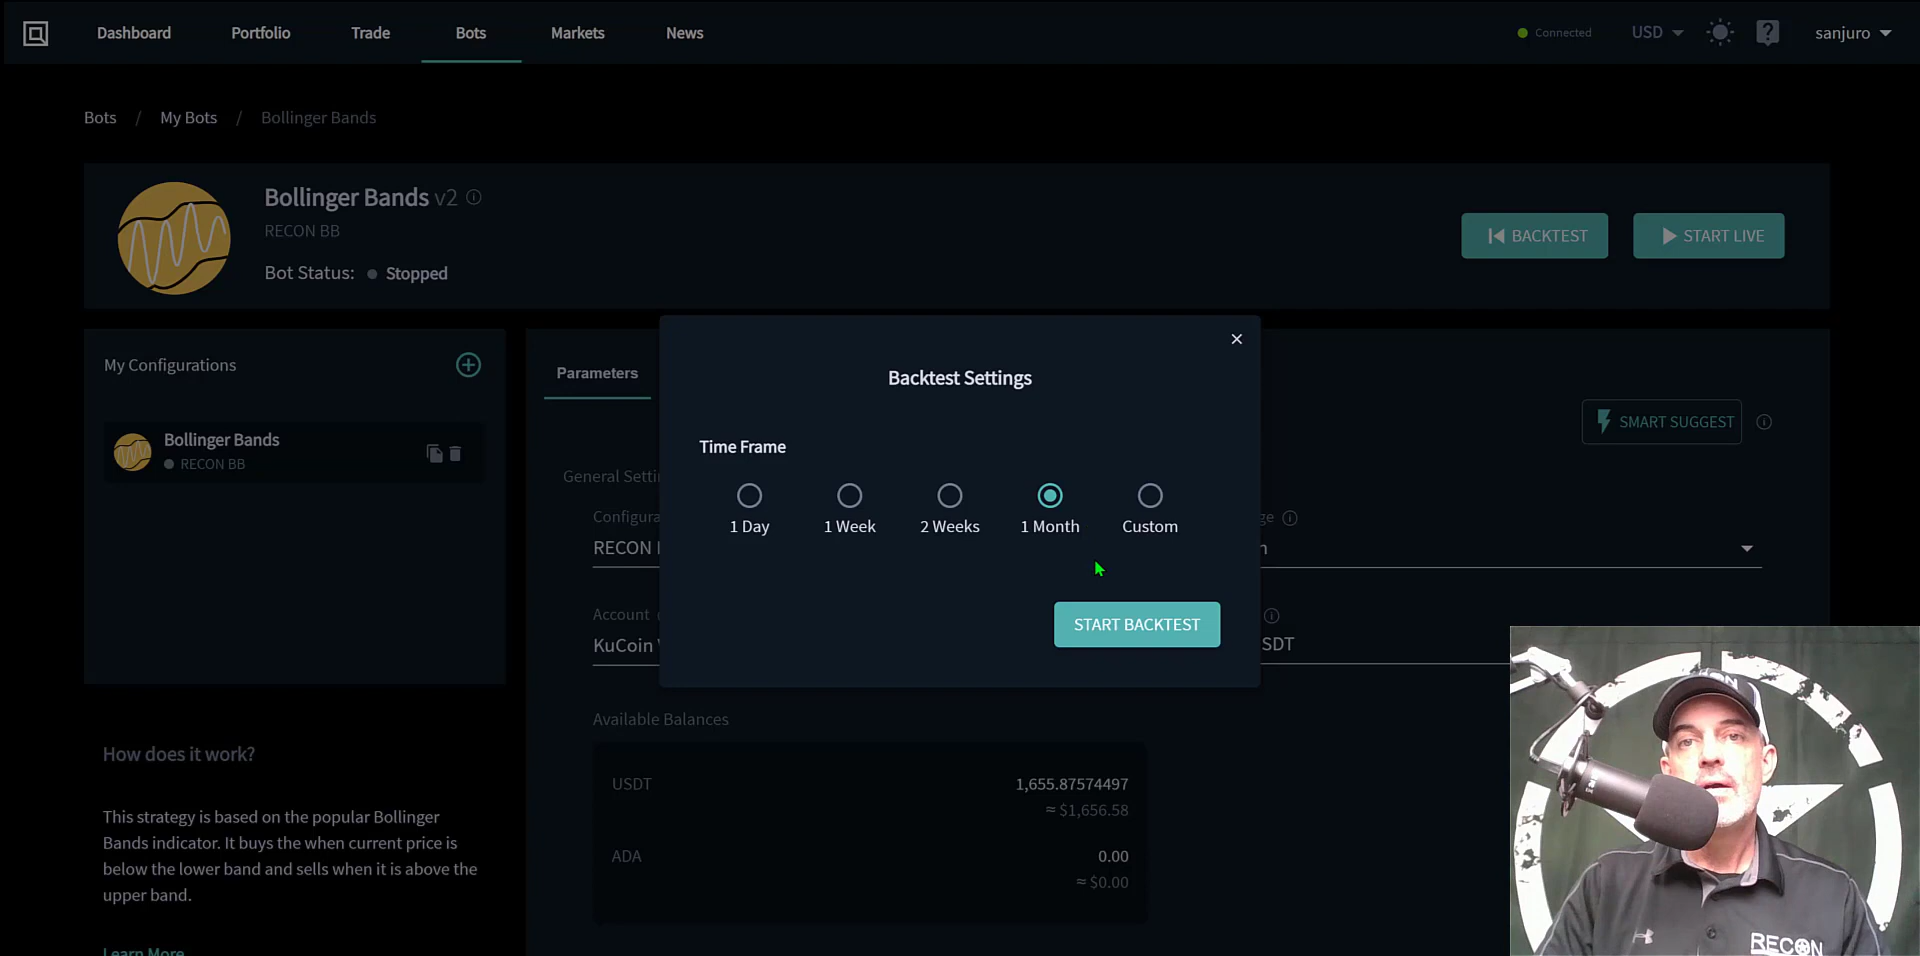 Dashboard
Portfolio
Trade
Bots
Markets
News
Connected
USD
?
sanjuro
Bots / My Bots / Bollinger Bands
Bollinger Bands v2
RECON BB
Bot Status: Stopped
BACKTEST
START LIVE
My Configurations
Bollinger Bands
RECON BB
How does it work?
This strategy is based on the popular Bollinger
Bands indicator. It buys the when current price is
below the lower band and sells when it is above the
upper band.
Learn More
Parameters
SMART SUGGEST
General Setti
Configura
RECON
Account
KuCoin
SDT
Backtest Settings
Time Frame
1 Day
1 Week
2 Weeks
1 Month
Custom
START BACKTEST
Available Balances
USDT
1,655.87574497
≈ $1,656.58
ADA
0.00
≈ $0.00
RECON